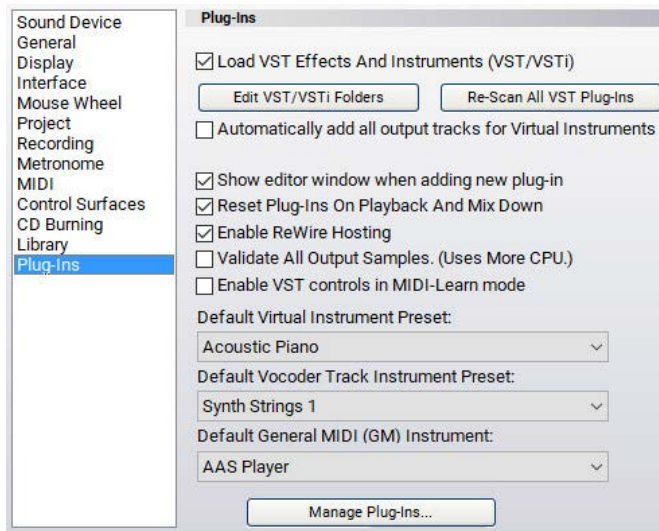 Sound Device
General
Display
Interface
Mouse Wheel
Project
Recording
Metronome
MIDI
Control Surfaces
CD Burning
Library
Plug-Ins
Plug-Ins
Load VST Effects And Instruments (VST/VSTi)
Edit VST/VSTi Folders
Re-Scan All VST Plug-Ins
Automatically add all output tracks for Virtual Instruments
Show editor window when adding new plug-in
Reset Plug-Ins On Playback And Mix Down
Enable ReWire Hosting
Validate All Output Samples. (Uses More CPU.)
Enable VST controls in MIDI-Learn mode
Default Virtual Instrument Preset:
Acoustic Piano
Default Vocoder Track Instrument Preset:
Synth Strings 1
Default General MIDI (GM) Instrument:
AAS Player
Manage Plug-Ins...